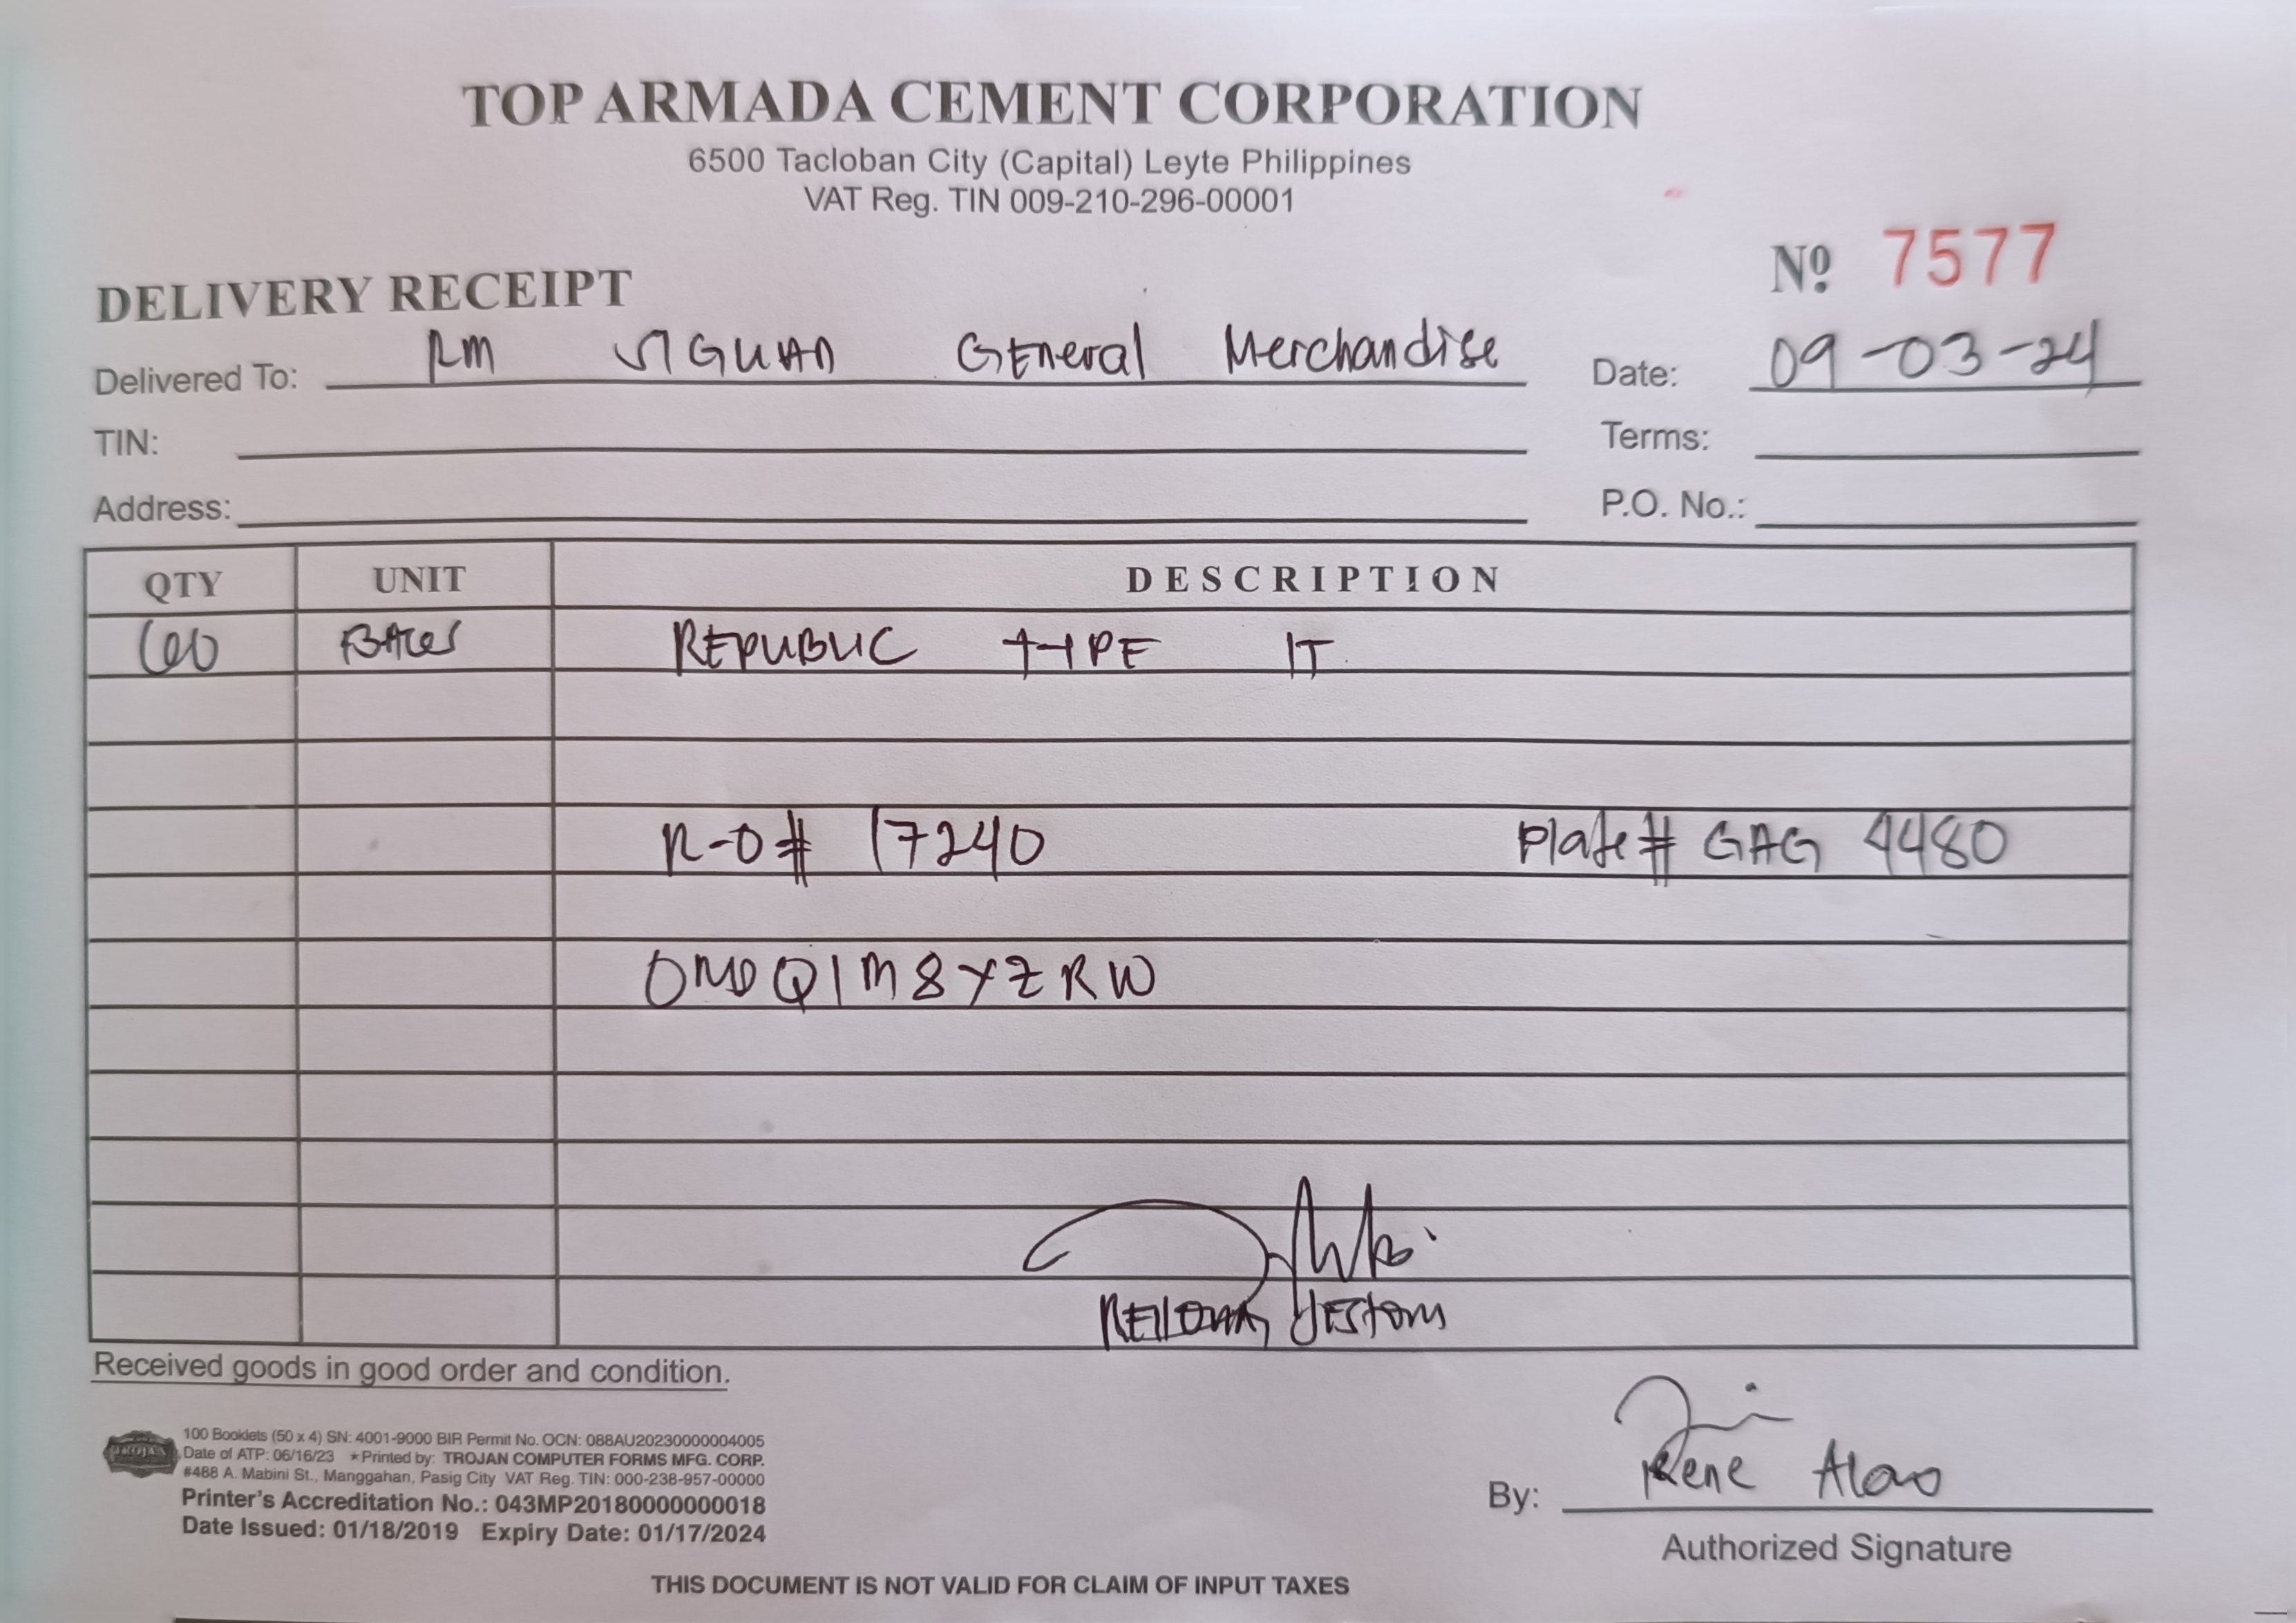 TOP ARMADA CEMENT CORPORATION
6500 Tacloban City (Capital) Leyte Philippines
VAT Reg. TIN 009-210-296-00001
Nº 7577
DELIVERY RECEIPT
Delivered To: RM SIGUAN GEneral Merchandise
Date: 09-03-24
TIN:
Terms:
Address:
P.O. No.:
QTY UNIT DESCRIPTION
REPUBLIC TYPE
R-O# 17240 Plate# GAG 4480
Received goods in good order and condition.
TROJAN
100 Booklets (50 x 4) SN: 4001-9000 BIR Permit No. OCN: 088AU20230000004005
Date of ATP: 06/16/23 ★Printed by: TROJAN COMPUTER FORMS MFG. CORP.
#488 A. Mabini St., Manggahan, Pasig City VAT Reg. TIN: 000-238-957-00000
Printer's Accreditation No.: 043MP20180000000018
Date Issued: 01/18/2019 Expiry Date: 01/17/2024
By: Rene
Authorized Signature
THIS DOCUMENT IS NOT VALID FOR CLAIM OF INPUT TAXES